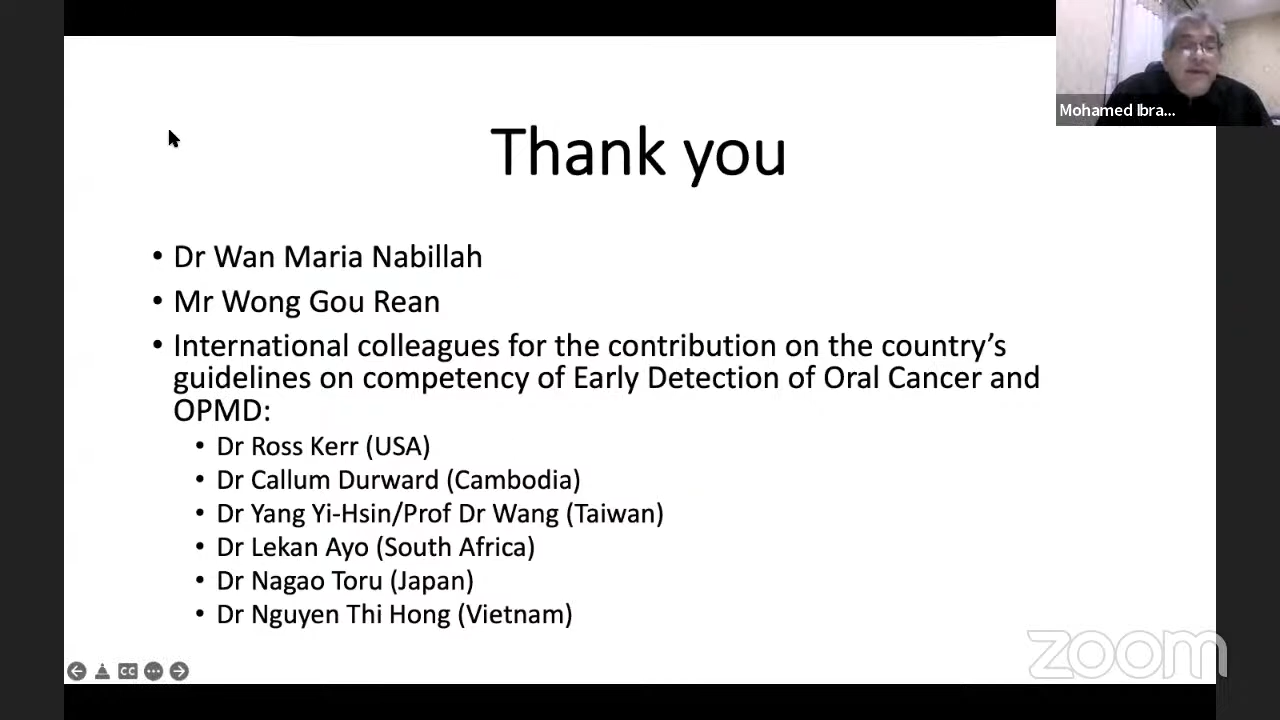 Mohamed Ibra...
Thank you
• Dr Wan Maria Nabillah
• Mr Wong Gou Rean
• International colleagues for the contribution on the country’s
guidelines on competency of Early Detection of Oral Cancer and
OPMD:
• Dr Ross Kerr (USA)
• Dr Callum Durward (Cambodia)
• Dr Yang Yi-Hsin/Prof Dr Wang (Taiwan)
• Dr Lekan Ayo (South Africa)
• Dr Nagao Toru (Japan)
• Dr Nguyen Thi Hong (Vietnam)
CC
zoom